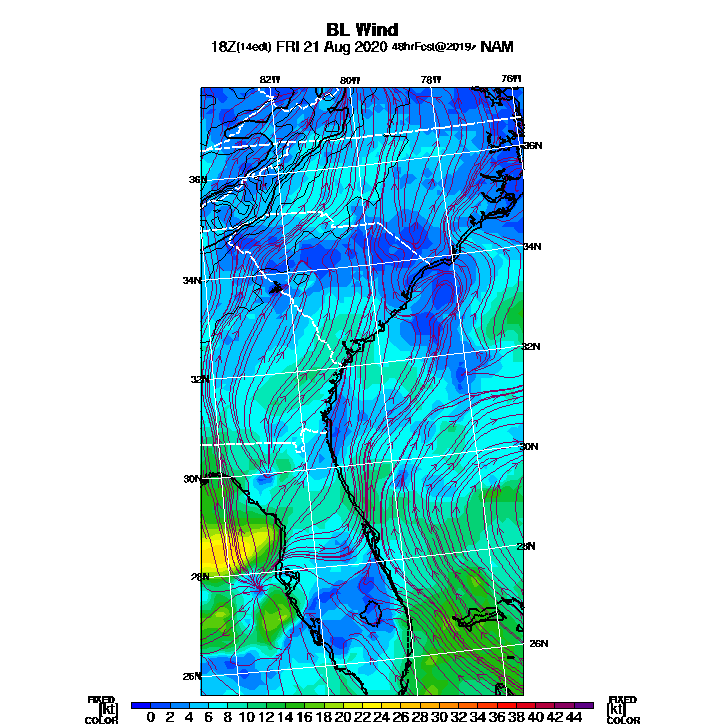 BL Wind
18Z(14edt) FRI 21 Aug 2020 48hrFcst@2019z NAM
82W 80W 78W 76W
36N
36N
34N
34N
32N
32N
30N
30N
28N
28N
26N
26N
FIXED FIXED
[kt] 0 2 4 6 8 10 12 14 16 18 20 22 24 26 28 30 32 34 36 38 40 42 44 [kt]
COLOR COLOR